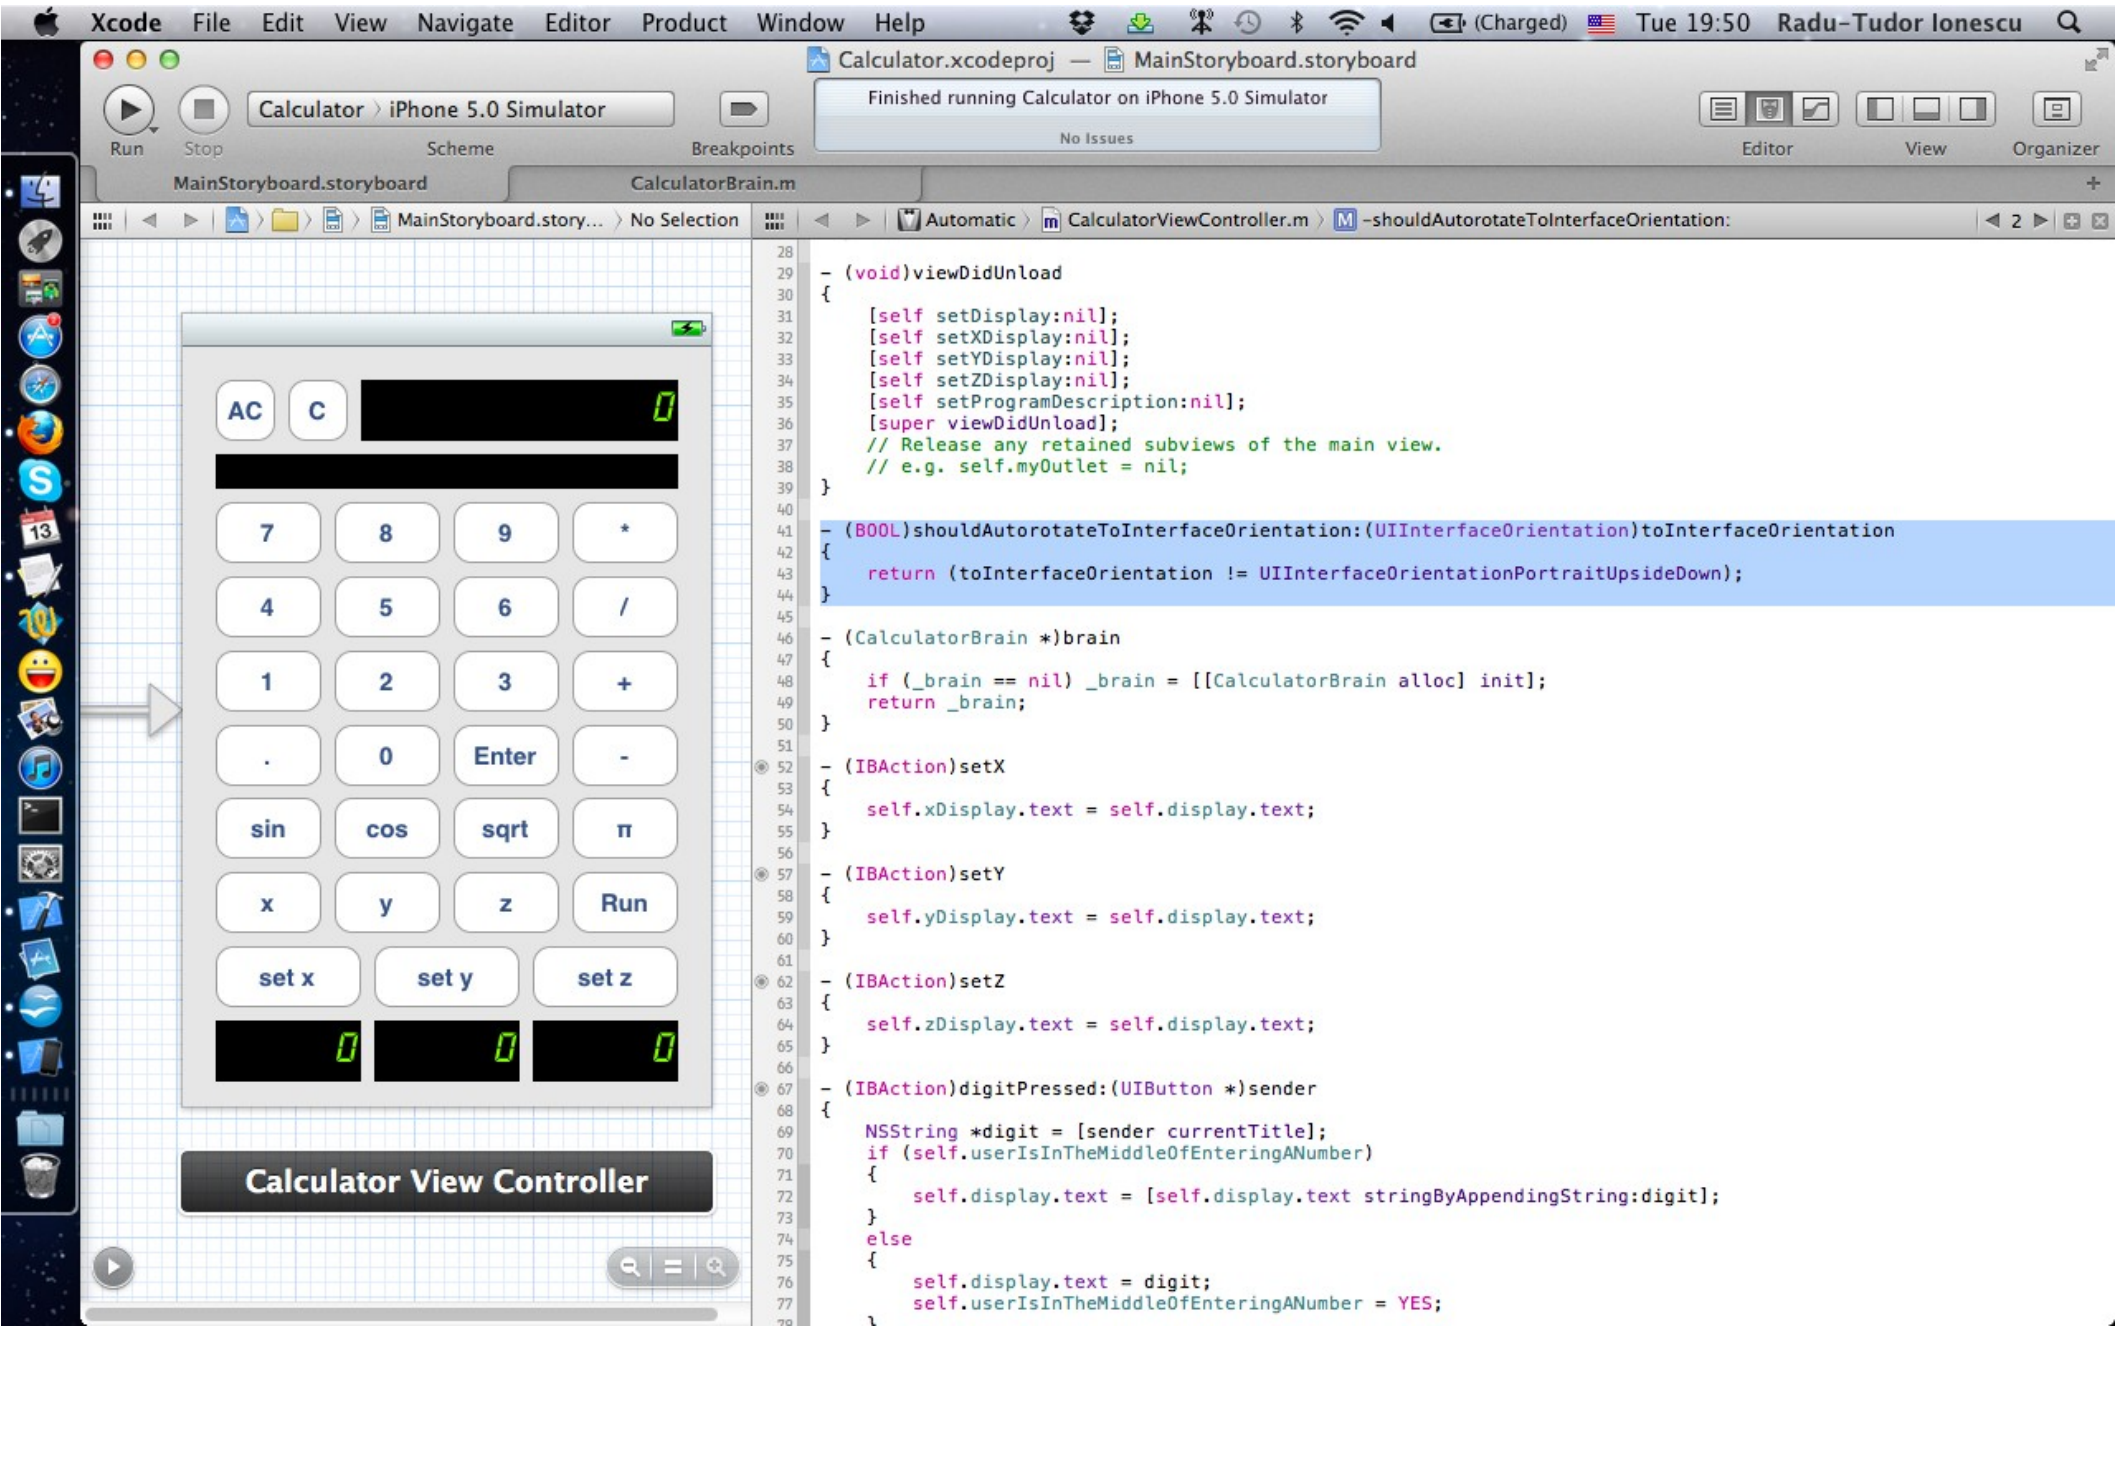 Xcode File Edit View Navigate Editor Product Window Help (Charged) Tue 19:50 Radu-Tudor Ionescu
Calculator.xcodeproj — MainStoryboard.storyboard
Calculator iPhone 5.0 Simulator
Finished running Calculator on iPhone 5.0 Simulator
No Issues
Run Stop Scheme Breakpoints Editor View Organizer
MainStoryboard.storyboard CalculatorBrain.m +
MainStoryboard.story... No Selection
Automatic m CalculatorViewController.m M -shouldAutorotateToInterfaceOrientation: 2
AC C 0
7 8 9 *
4 5 6 /
1 2 3 +
. 0 Enter -
sin cos sqrt π
x y z Run
set x set y set z
0 0 0
Calculator View Controller
28
29 - (void)viewDidUnload
30 {
31 [self setDisplay:nil];
32 [self setXDisplay:nil];
33 [self setYDisplay:nil];
34 [self setZDisplay:nil];
35 [self setProgramDescription:nil];
36 [super viewDidUnload];
37 // Release any retained subviews of the main view.
38 // e.g. self.myOutlet = nil;
39 }
40
41 - (BOOL)shouldAutorotateToInterfaceOrientation:(UIInterfaceOrientation)toInterfaceOrientation
42 {
43 return (toInterfaceOrientation != UIInterfaceOrientationPortraitUpsideDown);
44 }
45
46 - (CalculatorBrain *)brain
47 {
48 if (_brain == nil) _brain = [[CalculatorBrain alloc] init];
49 return _brain;
50 }
51
52 - (IBAction)setX
53 {
54 self.xDisplay.text = self.display.text;
55 }
56
57 - (IBAction)setY
58 {
59 self.yDisplay.text = self.display.text;
60 }
61
62 - (IBAction)setZ
63 {
64 self.zDisplay.text = self.display.text;
65 }
66
67 - (IBAction)digitPressed:(UIButton *)sender
68 {
69 NSString *digit = [sender currentTitle];
70 if (self.userIsInTheMiddleOfEnteringANumber)
71 {
72 self.display.text = [self.display.text stringByAppendingString:digit];
73 }
74 else
75 {
76 self.display.text = digit;
77 self.userIsInTheMiddleOfEnteringANumber = YES;
78 }
13